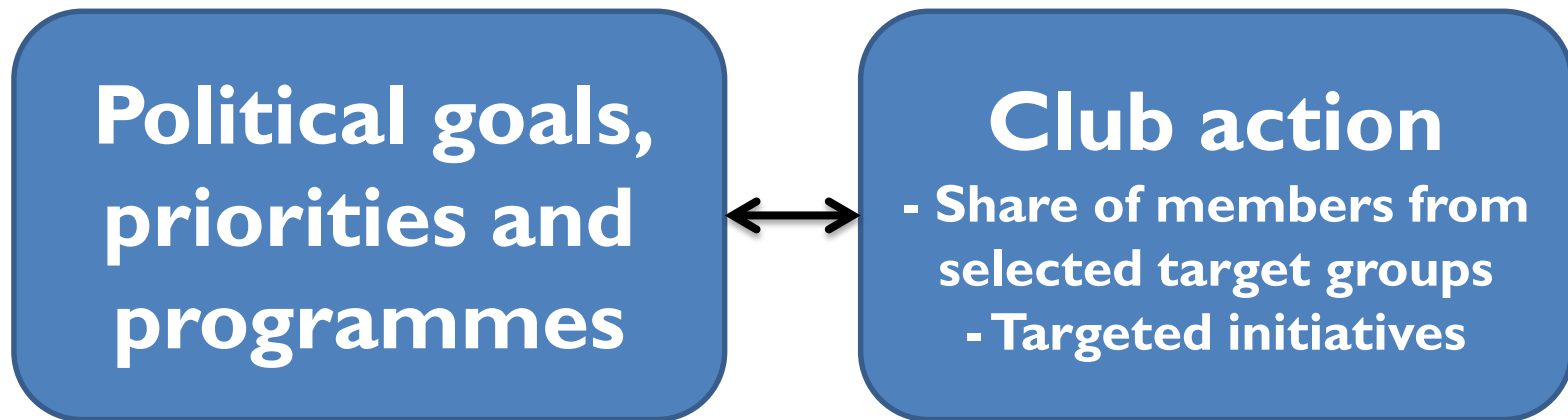 Political goals,
priorities and
programmes
Club action
- Share of members from
selected target groups
- Targeted initiatives